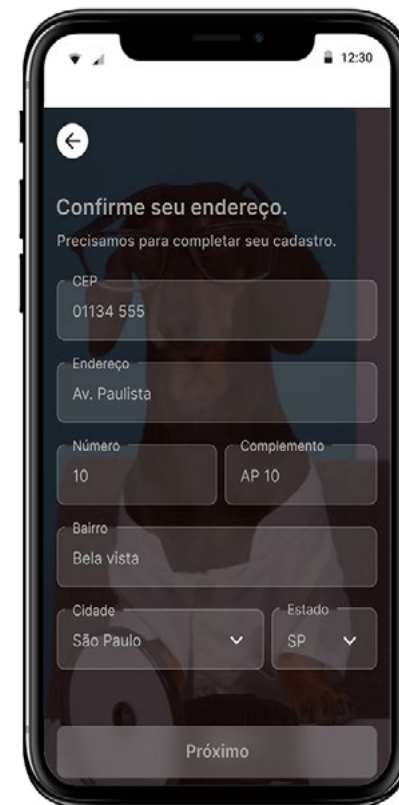 12:30
Confirme seu endereço.
Precisamos para completar seu cadastro.
CEP
01134 555
Endereço
Av. Paulista
Número
10
Complemento
AP 10
Bairro
Bela vista
Cidade
São Paulo
Estado
SP
Próximo